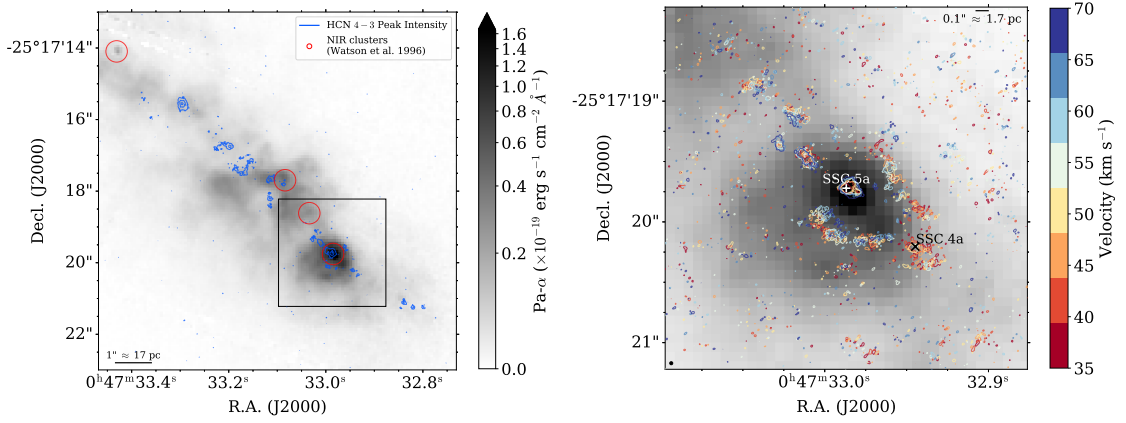 HCN 4 − 3 Peak Intensity
NIR clusters
(Watson et al. 1996)
-25°17'14"
16"
18"
20"
22"
Decl. (J2000)
1" ≈ 17 pc
0ʰ47ᵐ33.4ˢ
33.2ˢ
33.0ˢ
32.8ˢ
R.A. (J2000)
1.6
1.4
1.2
1.0
0.8
0.6
0.4
0.2
0.0
Pa-α (×10⁻¹⁹ erg s⁻¹ cm⁻² Å⁻¹)
0.1" ≈ 1.7 pc
-25°17'19"
20"
21"
Decl. (J2000)
SSC 5a
SSC 4a
0ʰ47ᵐ33.0ˢ
32.9ˢ
R.A. (J2000)
70
65
60
55
50
45
40
35
Velocity (km s⁻¹)